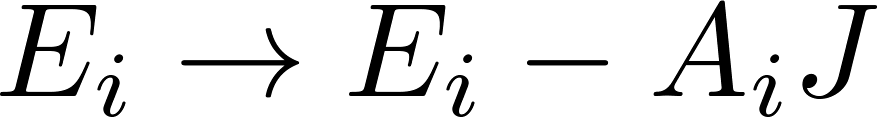 E_i → E_i − A_i J